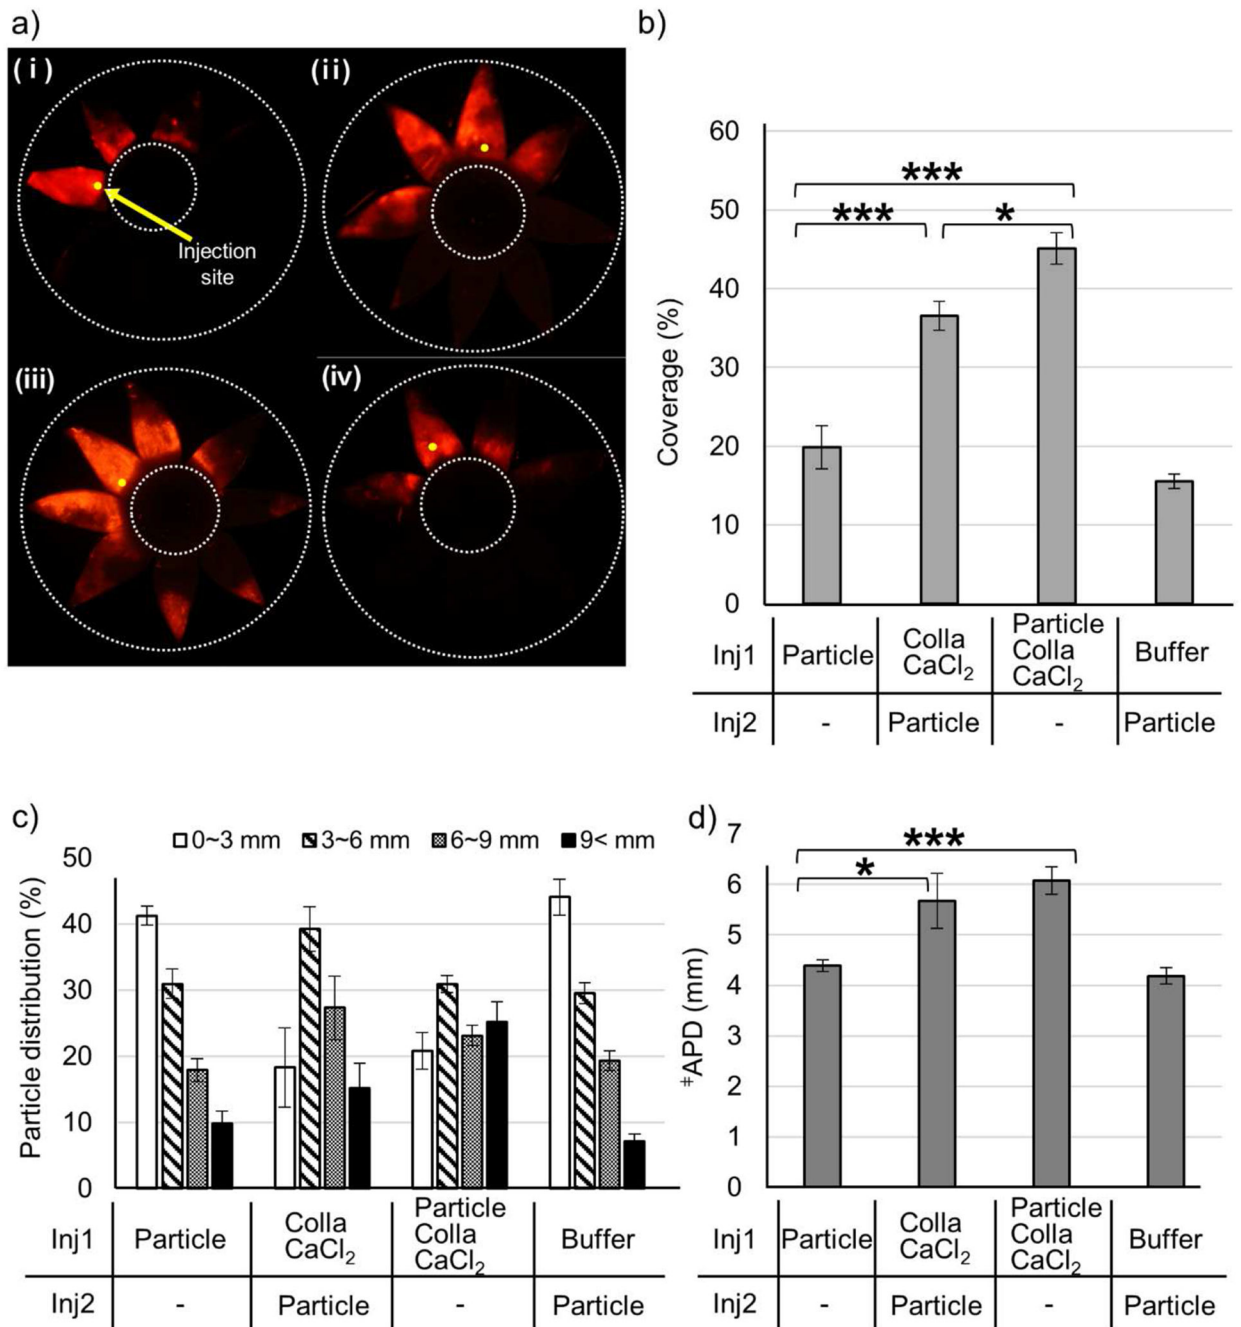 a)
(i)
(ii)
Injection
site
(iii)
(iv)
b)
60
50
40
30
20
10
0
Coverage (%)
***
***
*
Inj1
Particle
Colla
CaCl₂
Particle
Colla
CaCl₂
Buffer
Inj2
-
Particle
-
Particle
c)
0~3 mm 3~6 mm 6~9 mm 9< mm
50
40
30
20
10
0
Particle distribution (%)
Inj1
Particle
Colla
CaCl₂
Particle
Colla
CaCl₂
Buffer
Inj2
-
Particle
-
Particle
d)
7
6
5
4
3
2
1
0
ǂAPD (mm)
***
*
Inj1
Particle
Colla
CaCl₂
Particle
Colla
CaCl₂
Buffer
Inj2
-
Particle
-
Particle